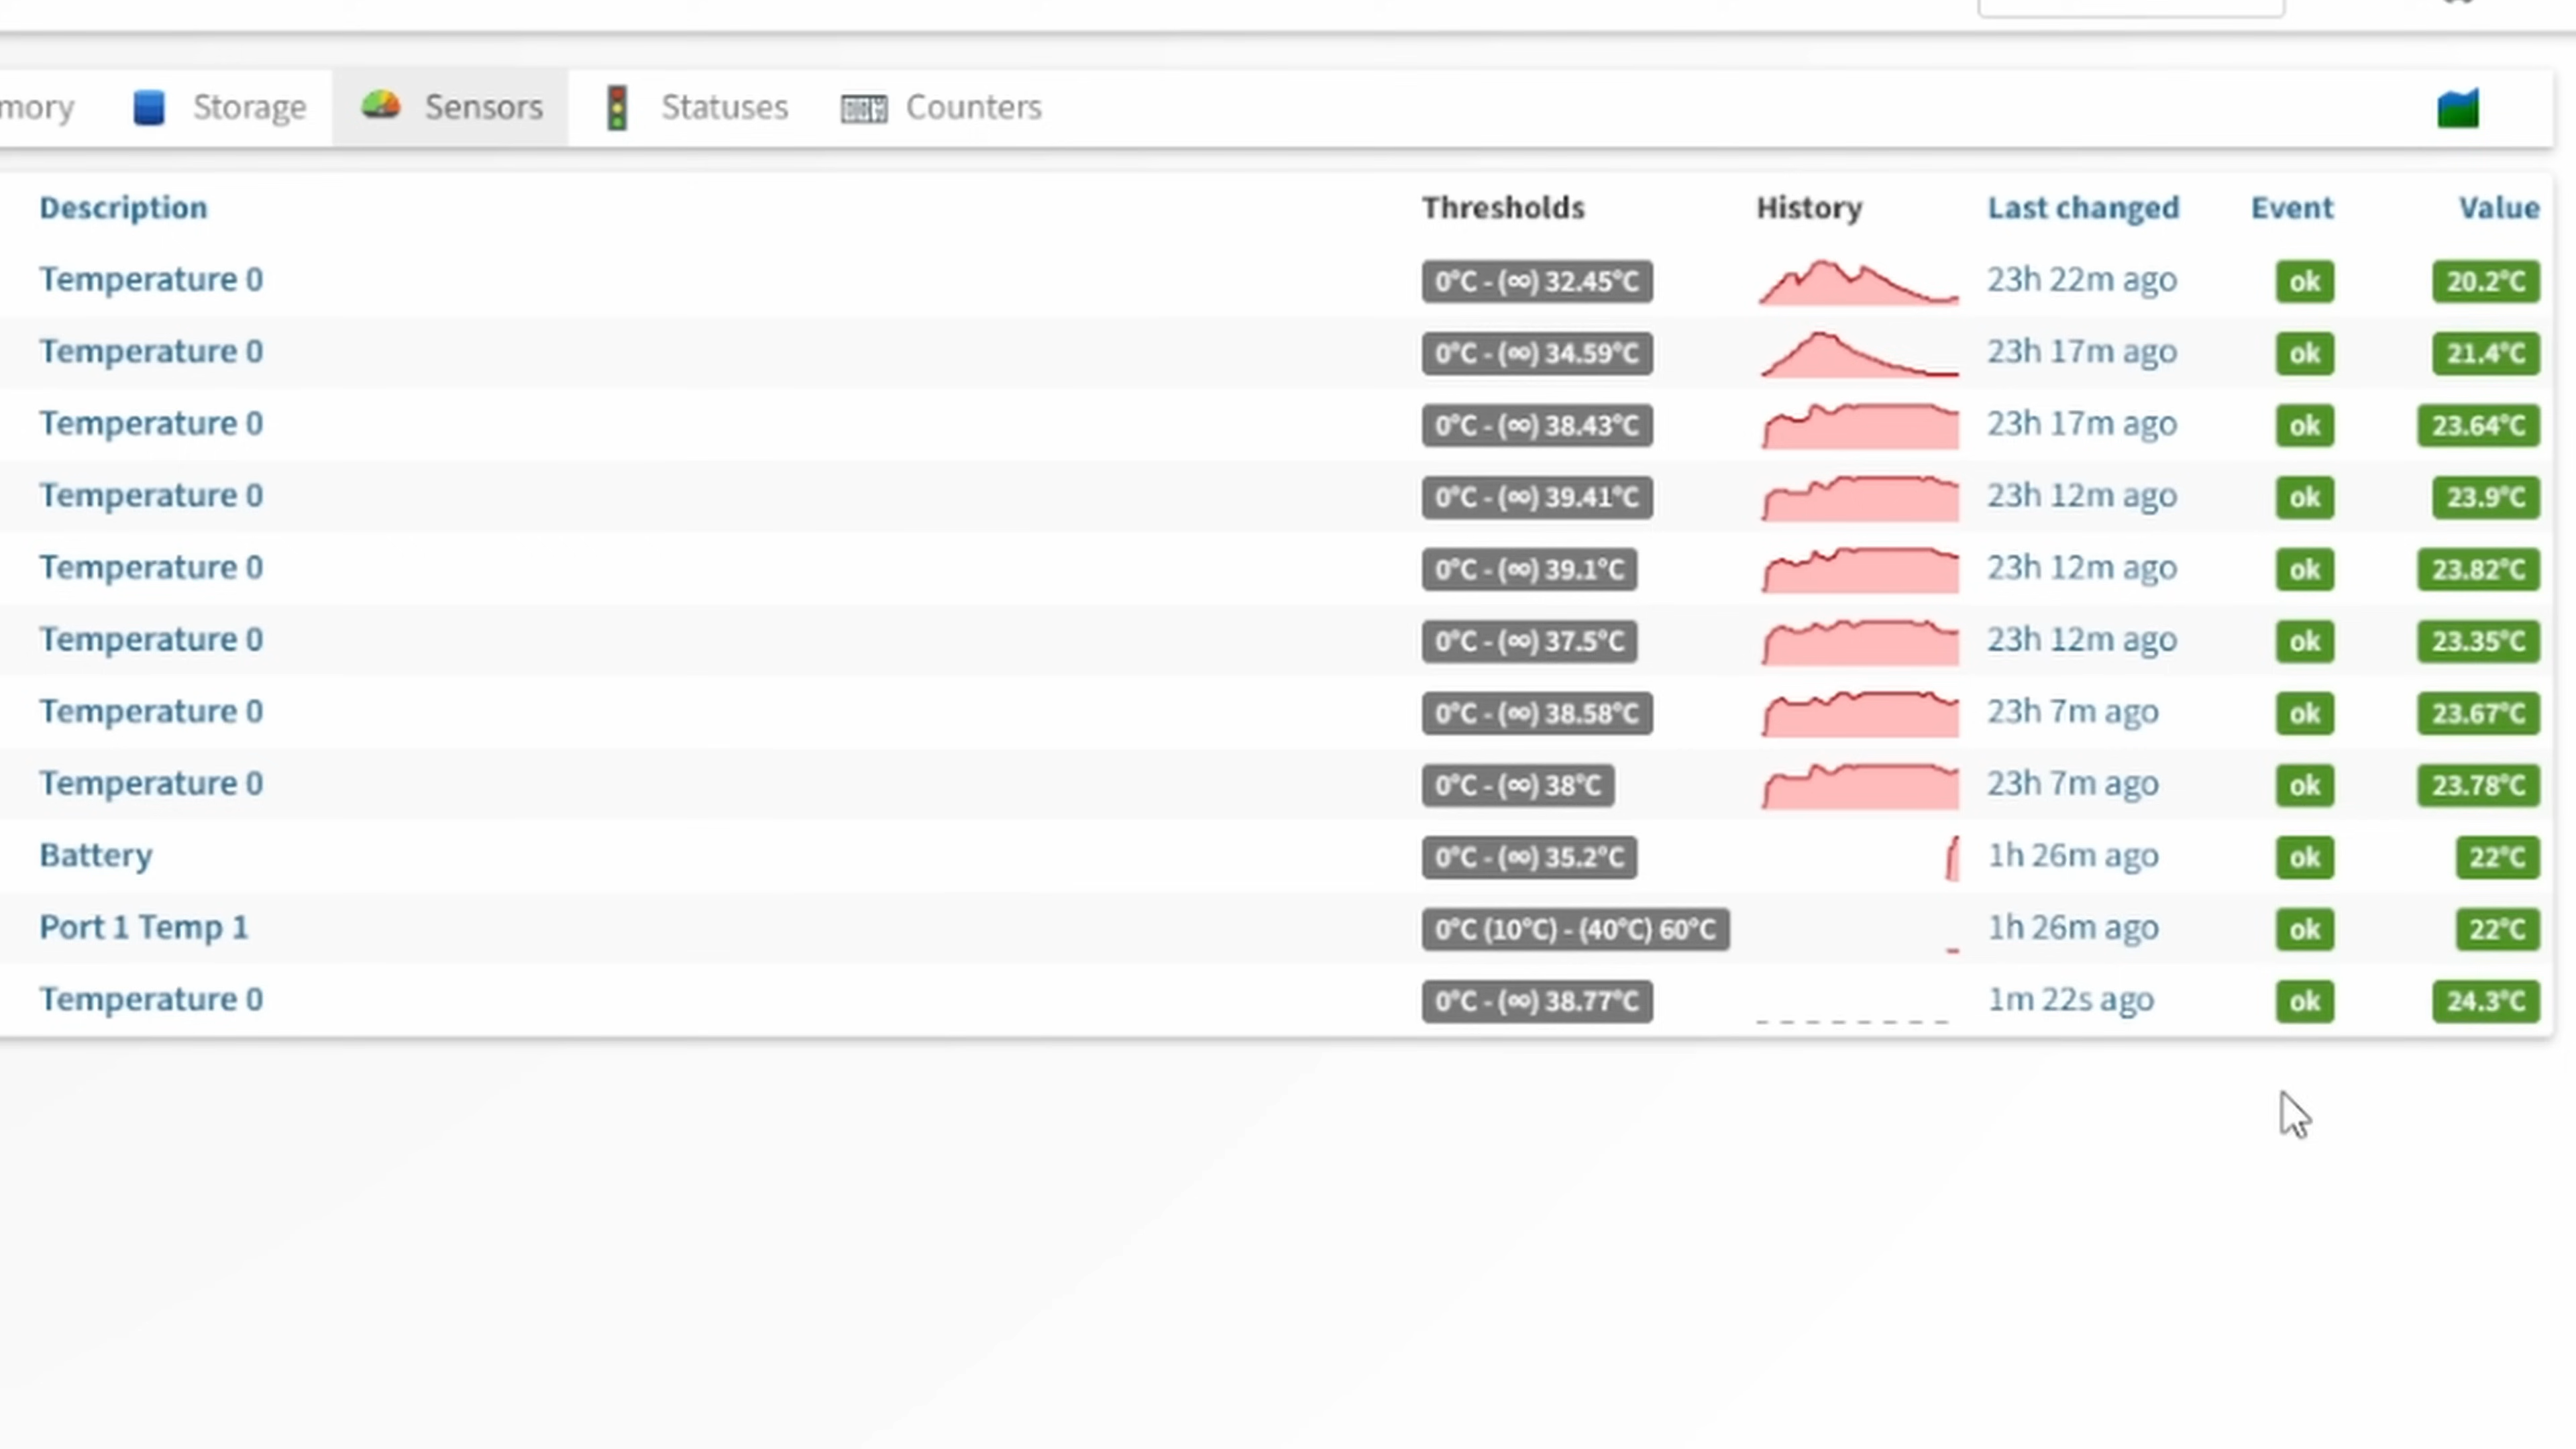 mory Storage Sensors Statuses Counters
Description Thresholds History Last changed Event Value
Temperature 0 0°C - (∞) 32.45°C 23h 22m ago ok 20.2°C
Temperature 0 0°C - (∞) 34.59°C 23h 17m ago ok 21.4°C
Temperature 0 0°C - (∞) 38.43°C 23h 17m ago ok 23.64°C
Temperature 0 0°C - (∞) 39.41°C 23h 12m ago ok 23.9°C
Temperature 0 0°C - (∞) 39.1°C 23h 12m ago ok 23.82°C
Temperature 0 0°C - (∞) 37.5°C 23h 12m ago ok 23.35°C
Temperature 0 0°C - (∞) 38.58°C 23h 7m ago ok 23.67°C
Temperature 0 0°C - (∞) 38°C 23h 7m ago ok 23.78°C
Battery 0°C - (∞) 35.2°C 1h 26m ago ok 22°C
Port 1 Temp 1 0°C (10°C) - (40°C) 60°C 1h 26m ago ok 22°C
Temperature 0 0°C - (∞) 38.77°C 1m 22s ago ok 24.3°C